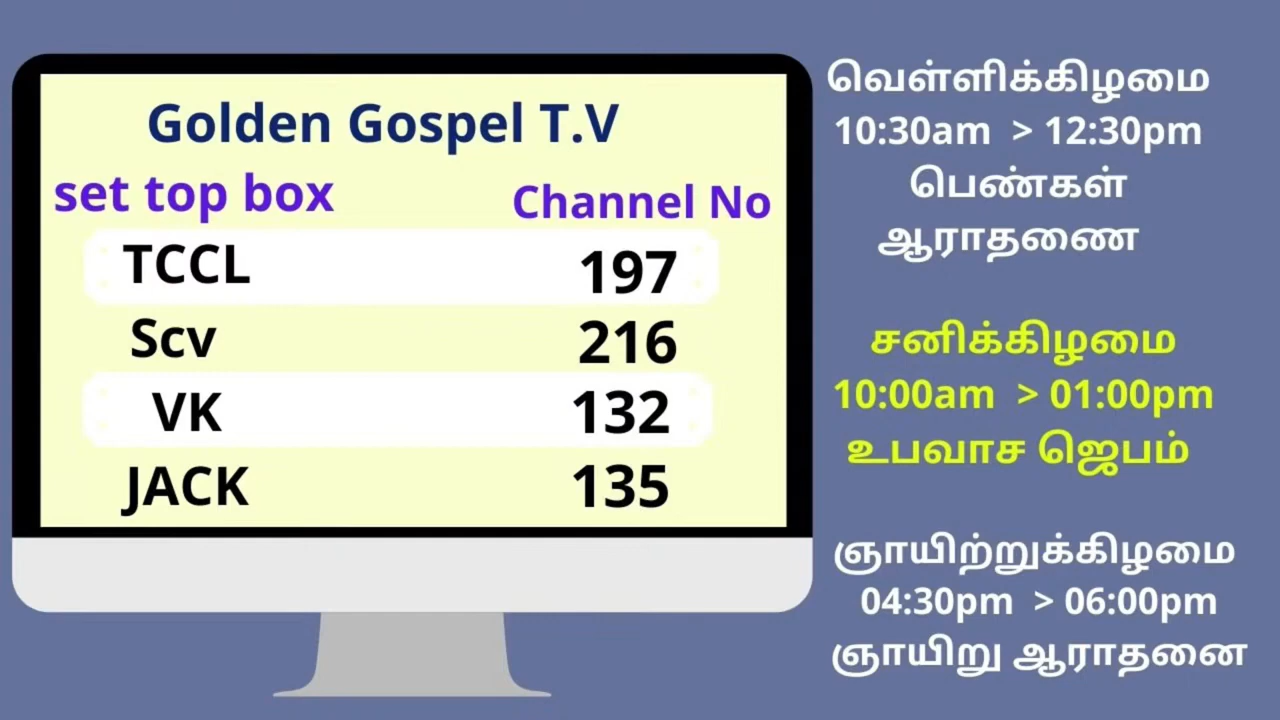 Golden Gospel T.V
set top box Channel No
TCCL 197
Scv 216
VK 132
JACK 135
வெள்ளிக்கிழமை
10:30am > 12:30pm
பெண்கள்
ஆராதணை
சனிக்கிழமை
10:00am > 01:00pm
உபவாச ஜெபம்
ஞாயிற்றுக்கிழமை
04:30pm > 06:00pm
ஞாயிறு ஆராதனை